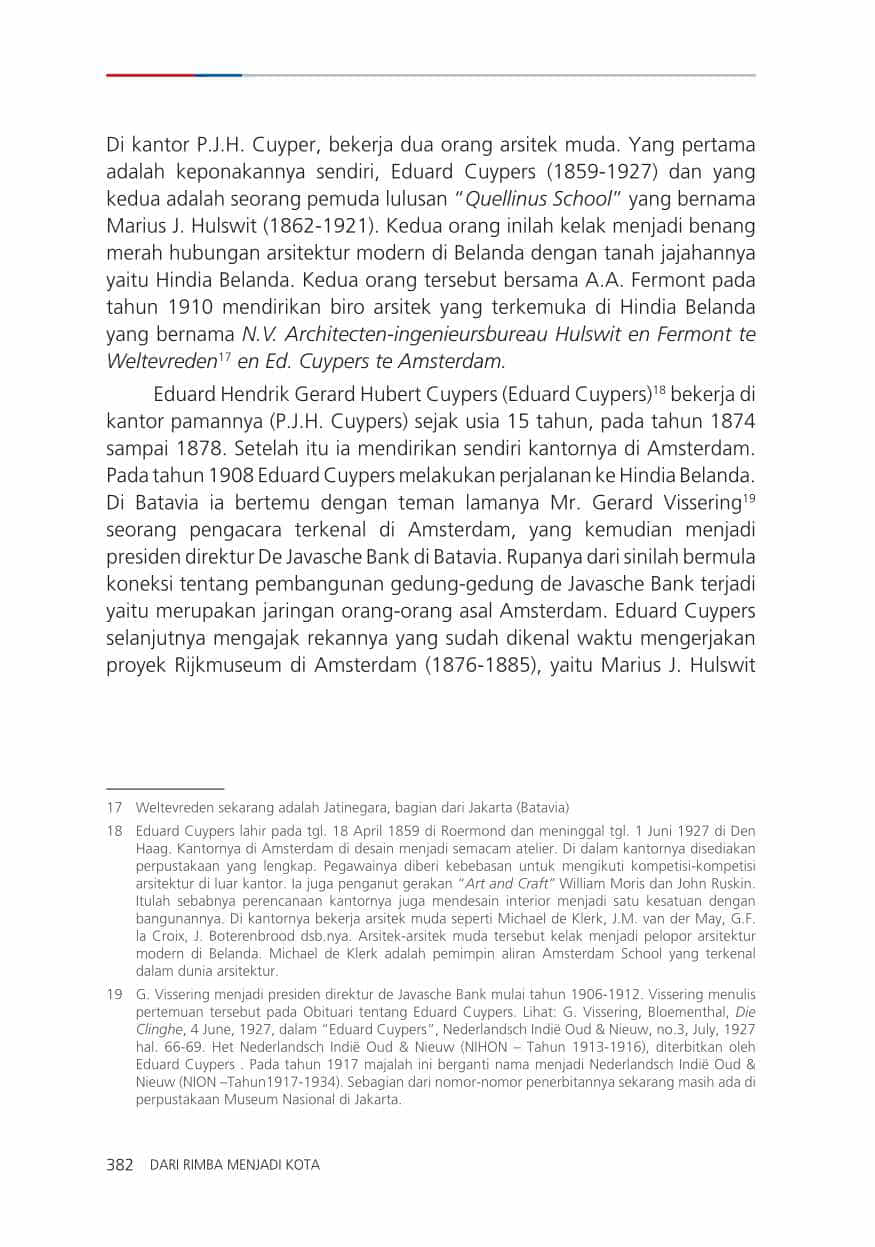 Di kantor P.J.H. Cuyper, bekerja dua orang arsitek muda. Yang pertama
adalah keponakannya sendiri, Eduard Cuypers (1859-1927) dan yang
kedua adalah seorang pemuda lulusan “Quellinus School” yang bernama
Marius J. Hulswit (1862-1921). Kedua orang inilah kelak menjadi benang
merah hubungan arsitektur modern di Belanda dengan tanah jajahannya
yaitu Hindia Belanda. Kedua orang tersebut bersama A.A. Fermont pada
tahun 1910 mendirikan biro arsitek yang terkemuka di Hindia Belanda
yang bernama N.V. Architecten-ingenieursbureau Hulswit en Fermont te
Weltevreden17 en Ed. Cuypers te Amsterdam.
Eduard Hendrik Gerard Hubert Cuypers (Eduard Cuypers)18 bekerja di
kantor pamannya (P.J.H. Cuypers) sejak usia 15 tahun, pada tahun 1874
sampai 1878. Setelah itu ia mendirikan sendiri kantornya di Amsterdam.
Pada tahun 1908 Eduard Cuypers melakukan perjalanan ke Hindia Belanda.
Di Batavia ia bertemu dengan teman lamanya Mr. Gerard Vissering19
seorang pengacara terkenal di Amsterdam, yang kemudian menjadi
presiden direktur De Javasche Bank di Batavia. Rupanya dari sinilah bermula
koneksi tentang pembangunan gedung-gedung de Javasche Bank terjadi
yaitu merupakan jaringan orang-orang asal Amsterdam. Eduard Cuypers
selanjutnya mengajak rekannya yang sudah dikenal waktu mengerjakan
proyek Rijkmuseum di Amsterdam (1876-1885), yaitu Marius J. Hulswit
17 Weltevreden sekarang adalah Jatinegara, bagian dari Jakarta (Batavia)
18 Eduard Cuypers lahir pada tgl. 18 April 1859 di Roermond dan meninggal tgl. 1 Juni 1927 di Den
Haag. Kantornya di Amsterdam di desain menjadi semacam atelier. Di dalam kantornya disediakan
perpustakaan yang lengkap. Pegawainya diberi kebebasan untuk mengikuti kompetisi-kompetisi
arsitektur di luar kantor. Ia juga penganut gerakan “Art and Craft” William Moris dan John Ruskin.
Itulah sebabnya perencanaan kantornya juga mendesain interior menjadi satu kesatuan dengan
bangunannya. Di kantornya bekerja arsitek muda seperti Michael de Klerk, J.M. van der May, G.F.
la Croix, J. Boterenbrood dsb.nya. Arsitek-arsitek muda tersebut kelak menjadi pelopor arsitektur
modern di Belanda. Michael de Klerk adalah pemimpin aliran Amsterdam School yang terkenal
dalam dunia arsitektur.
19 G. Vissering menjadi presiden direktur de Javasche Bank mulai tahun 1906-1912. Vissering menulis
pertemuan tersebut pada Obituari tentang Eduard Cuypers. Lihat: G. Vissering, Bloementhal, Die
Clinghe, 4 June, 1927, dalam “Eduard Cuypers”, Nederlandsch Indië Oud & Nieuw, no.3, July, 1927
hal. 66-69. Het Nederlandsch Indië Oud & Nieuw (NIHON – Tahun 1913-1916), diterbitkan oleh
Eduard Cuypers . Pada tahun 1917 majalah ini berganti nama menjadi Nederlandsch Indië Oud &
Nieuw (NION –Tahun1917-1934). Sebagian dari nomor-nomor penerbitannya sekarang masih ada di
perpustakaan Museum Nasional di Jakarta.
382 DARI RIMBA MENJADI KOTA